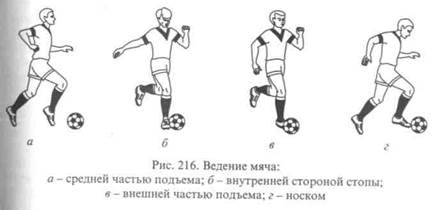 а б в г
Рис. 216. Ведение мяча:
а – средней частью подъема; б – внутренней стороной стопы;
в – внешней частью подъема; г – носком